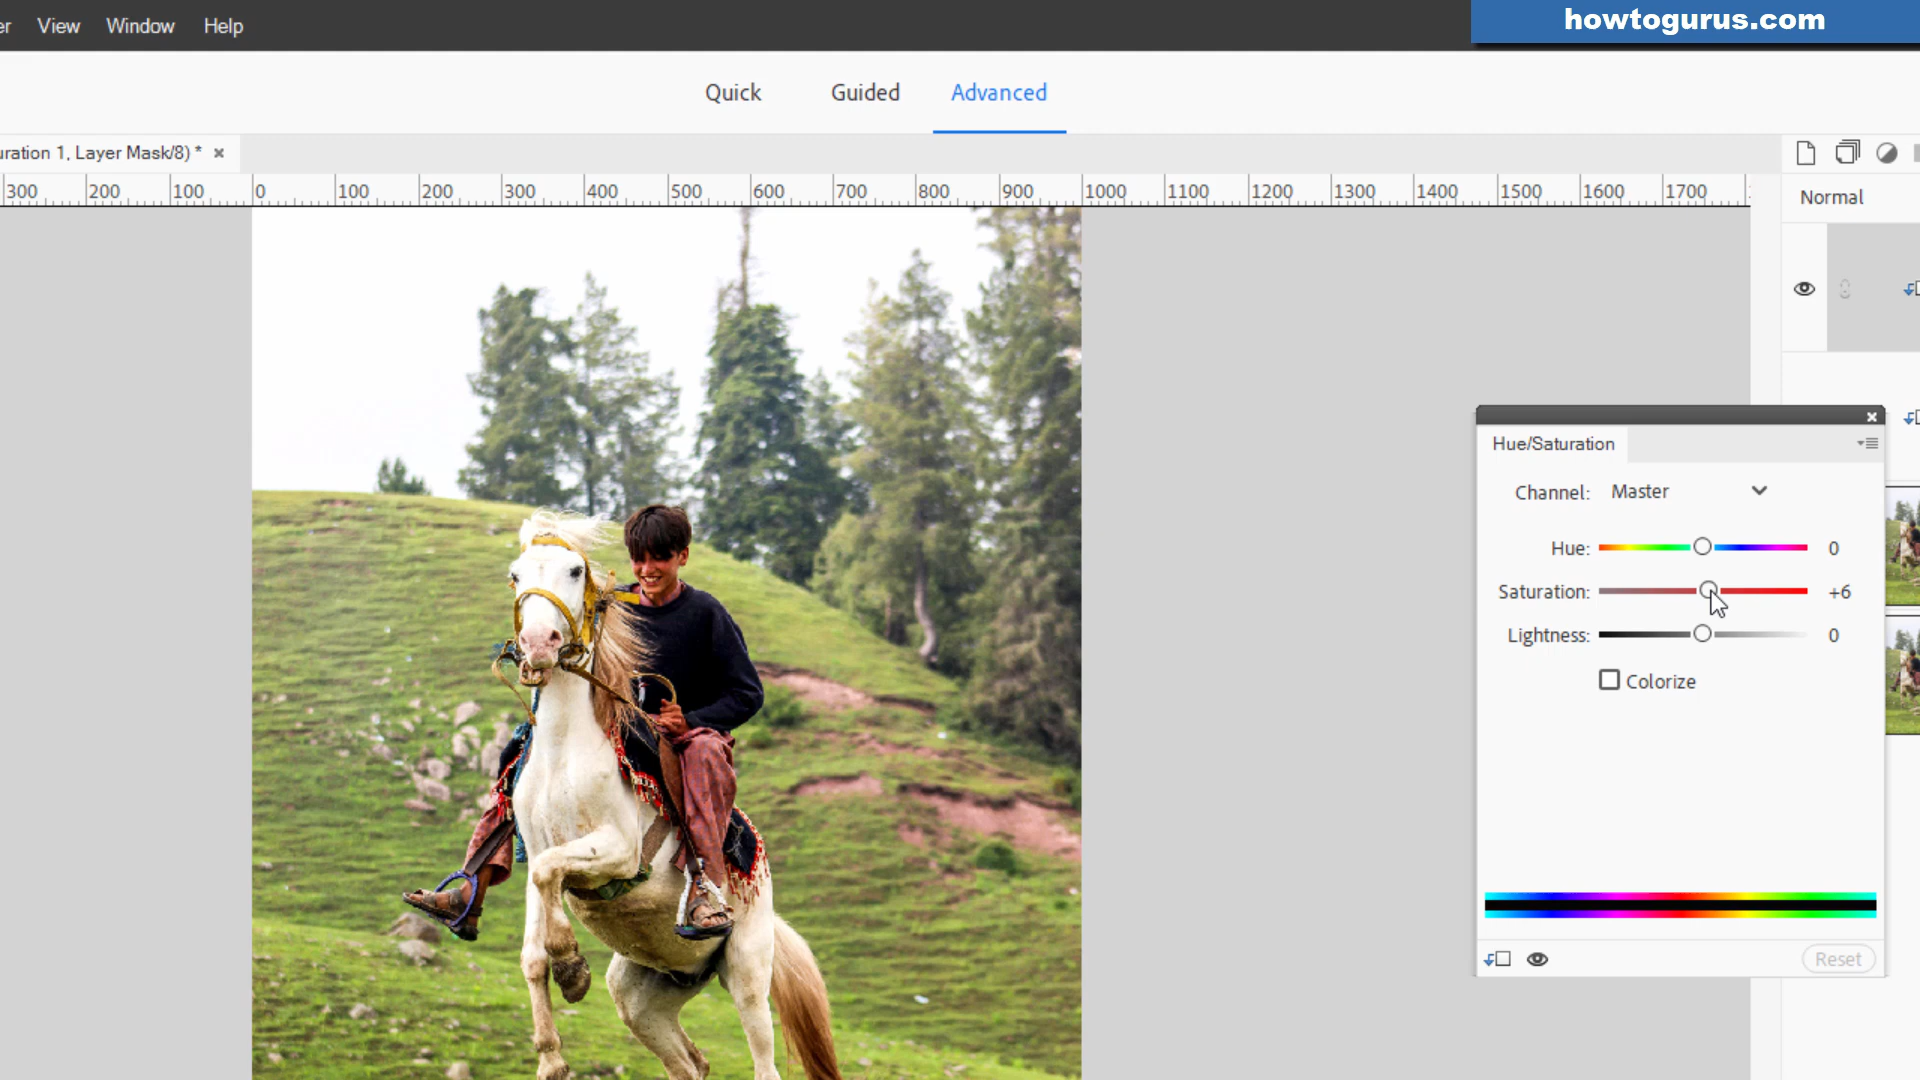 er View Window Help
howtogurus.com
Quick Guided Advanced
uration 1, Layer Mask/8) *
300 200 100 0 100 200 300 400 500 600 700 800 900 1000 1100 1200 1300 1400 1500 1600 1700
Normal
Hue/Saturation
Channel: Master
Hue: 0
Saturation: +6
Lightness: 0
Colorize
Reset